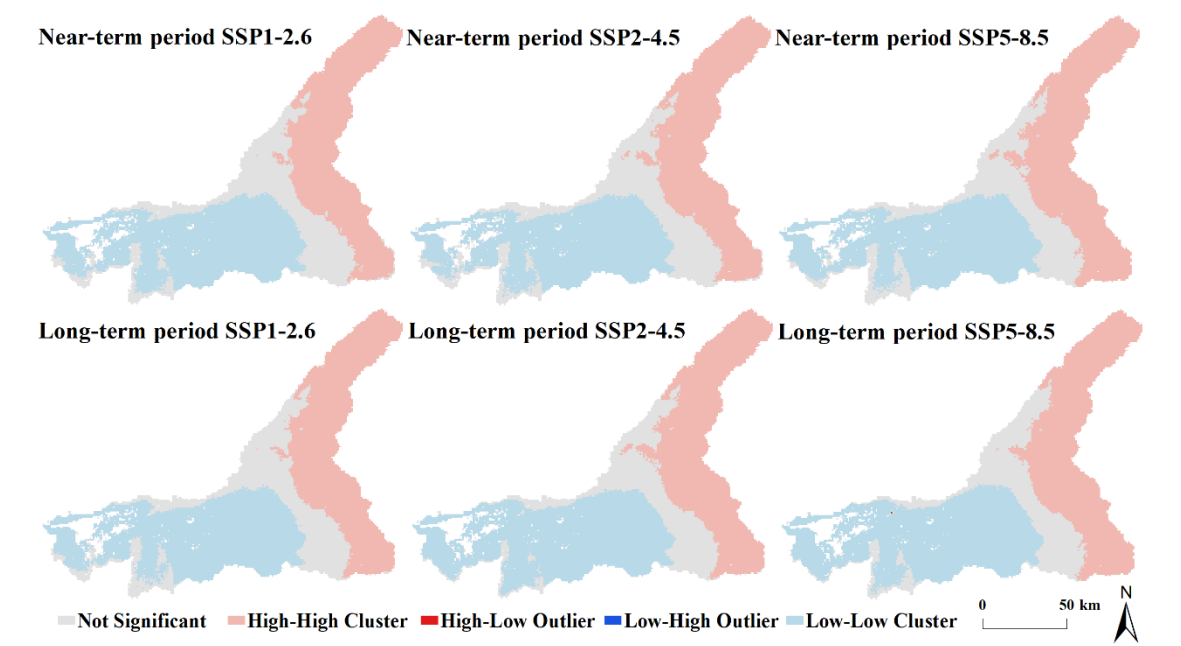 Near-term period SSP1-2.6
Near-term period SSP2-4.5
Near-term period SSP5-8.5
Long-term period SSP1-2.6
Long-term period SSP2-4.5
Long-term period SSP5-8.5
Not Significant
High-High Cluster
High-Low Outlier
Low-High Outlier
Low-Low Cluster
0
50 km
N